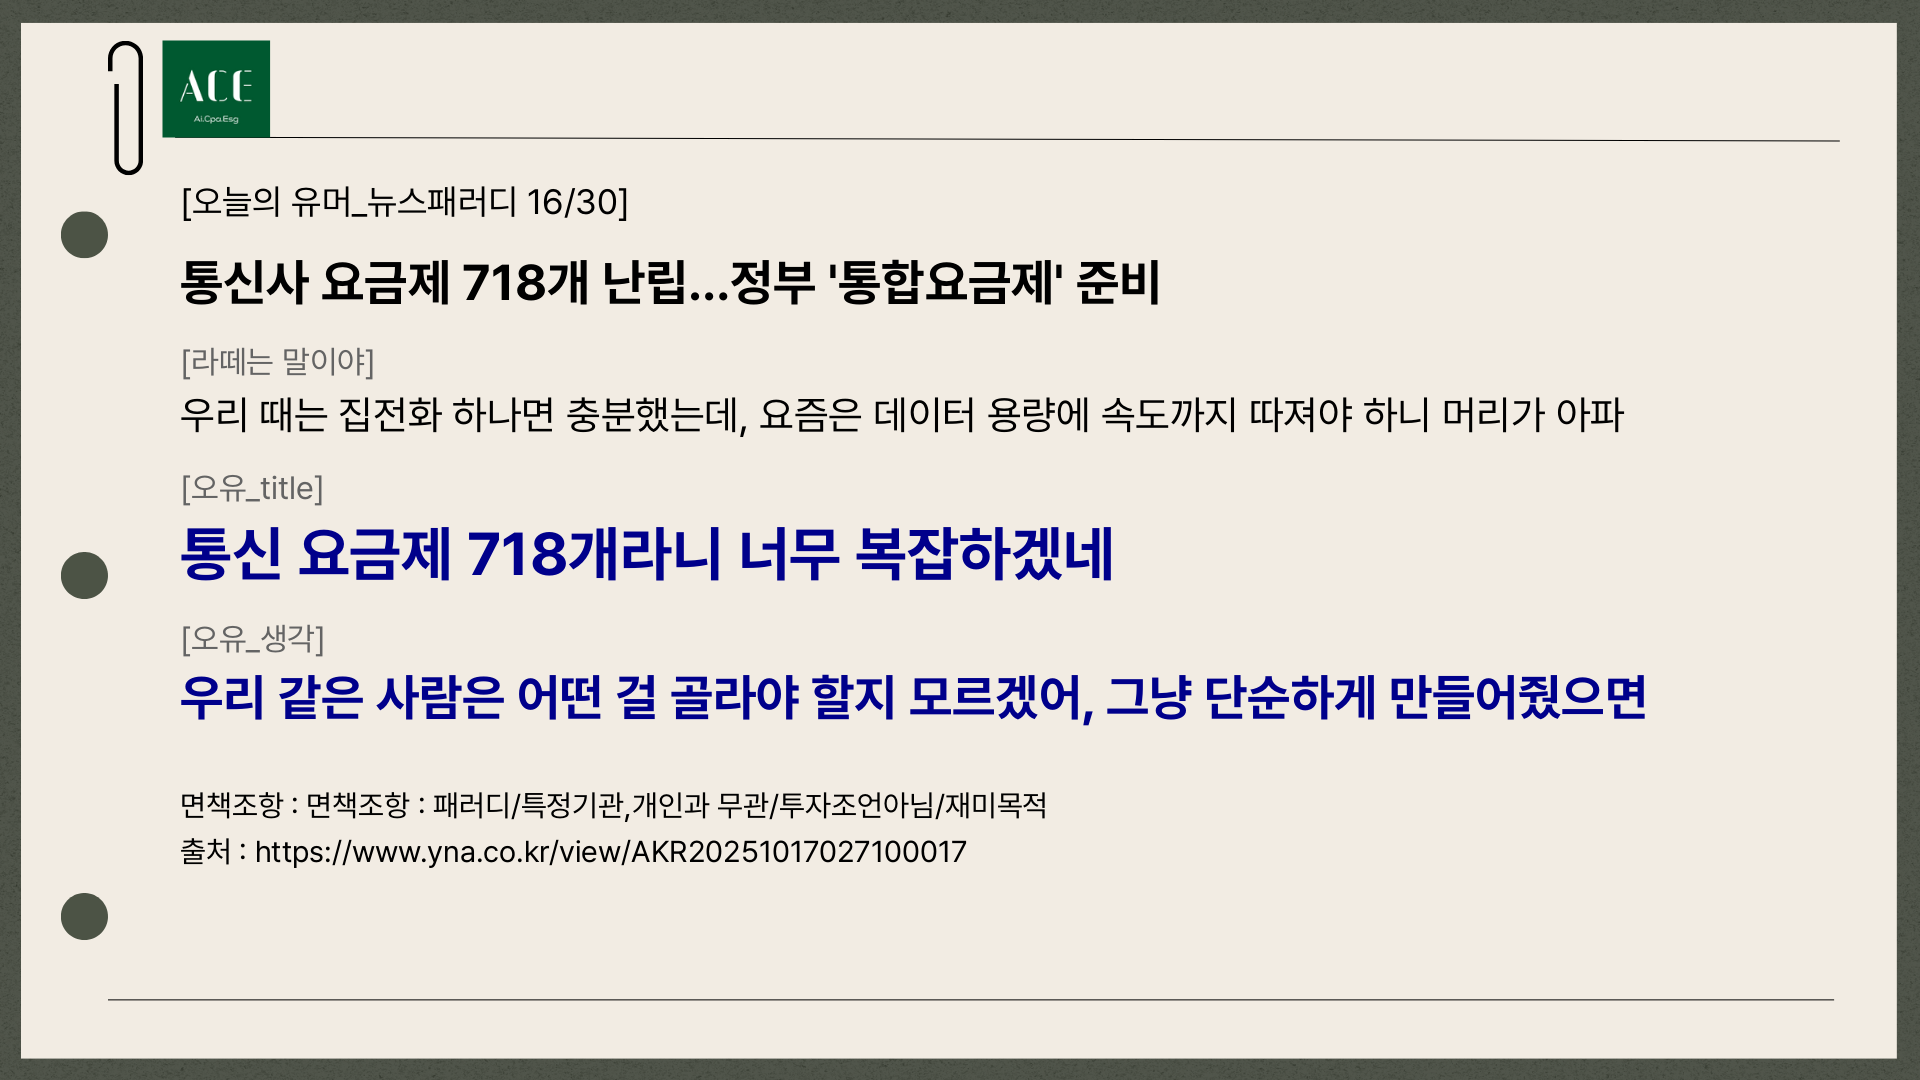 ACE
Ai.Cpa.Esg
[오늘의 유머_뉴스패러디 16/30]
통신사 요금제 718개 난립...정부 '통합요금제' 준비
[라떼는 말이야]
우리 때는 집전화 하나면 충분했는데, 요즘은 데이터 용량에 속도까지 따져야 하니 머리가 아파
[오유_title]
통신 요금제 718개라니 너무 복잡하겠네
[오유_생각]
우리 같은 사람은 어떤 걸 골라야 할지 모르겠어, 그냥 단순하게 만들어줬으면
면책조항 : 면책조항 : 패러디/특정기관,개인과 무관/투자조언아님/재미목적
출처 : https://www.yna.co.kr/view/AKR20251017027100017